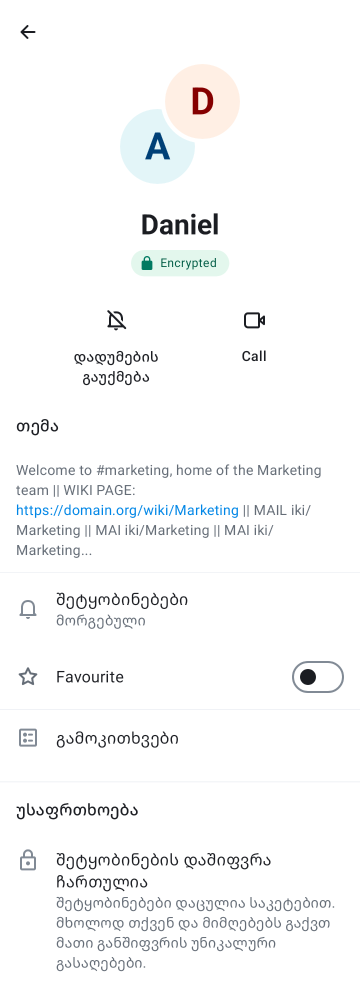 D
A
Daniel
Encrypted
დადუმების
გაუქმება
Call
თემა
Welcome to #marketing, home of the Marketing
team || WIKI PAGE:
https://domain.org/wiki/Marketing || MAIL iki/
Marketing || MAI iki/Marketing || MAI iki/
Marketing...
შეტყობინებები
მორგებული
Favourite
გამოკითხვები
უსაფრთხოება
შეტყობინების დაშიფვრა
ჩართულია
შეტყობინებები დაცულია საკეტებით.
მხოლოდ თქვენ და მიმღებებს გაქვთ
მათი განშიფვრის უნიკალური
გასაღებები.